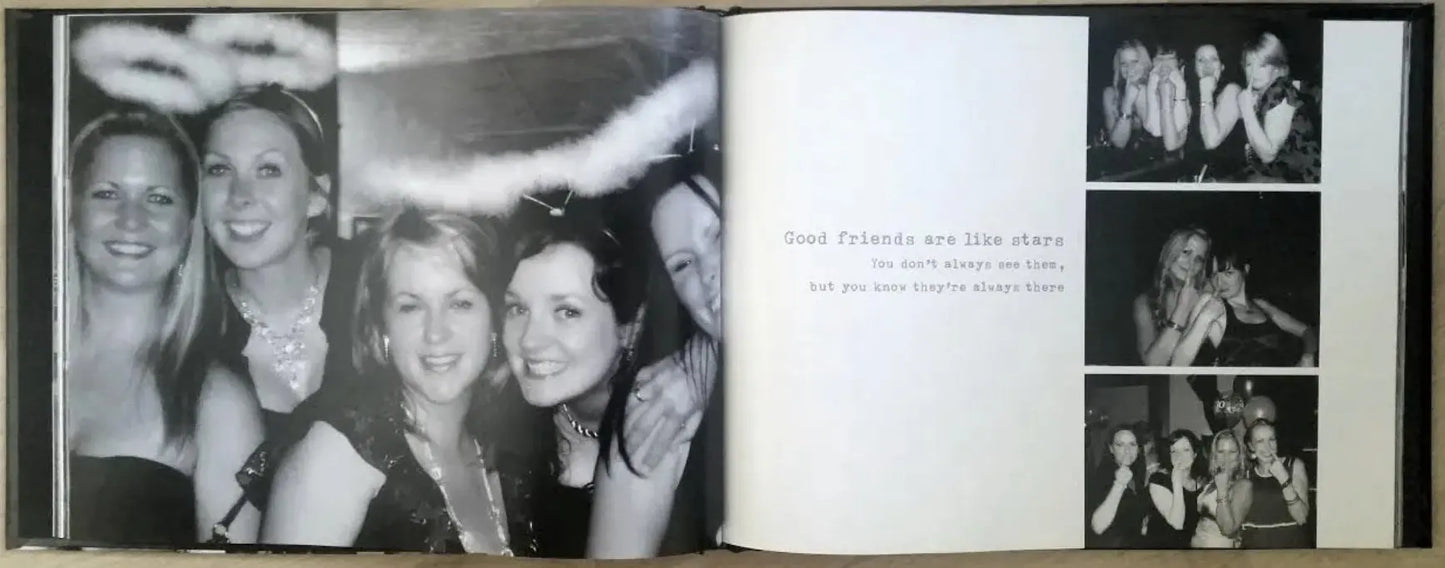 Good friends are like stars
You don't always see them,
but you know they're always there